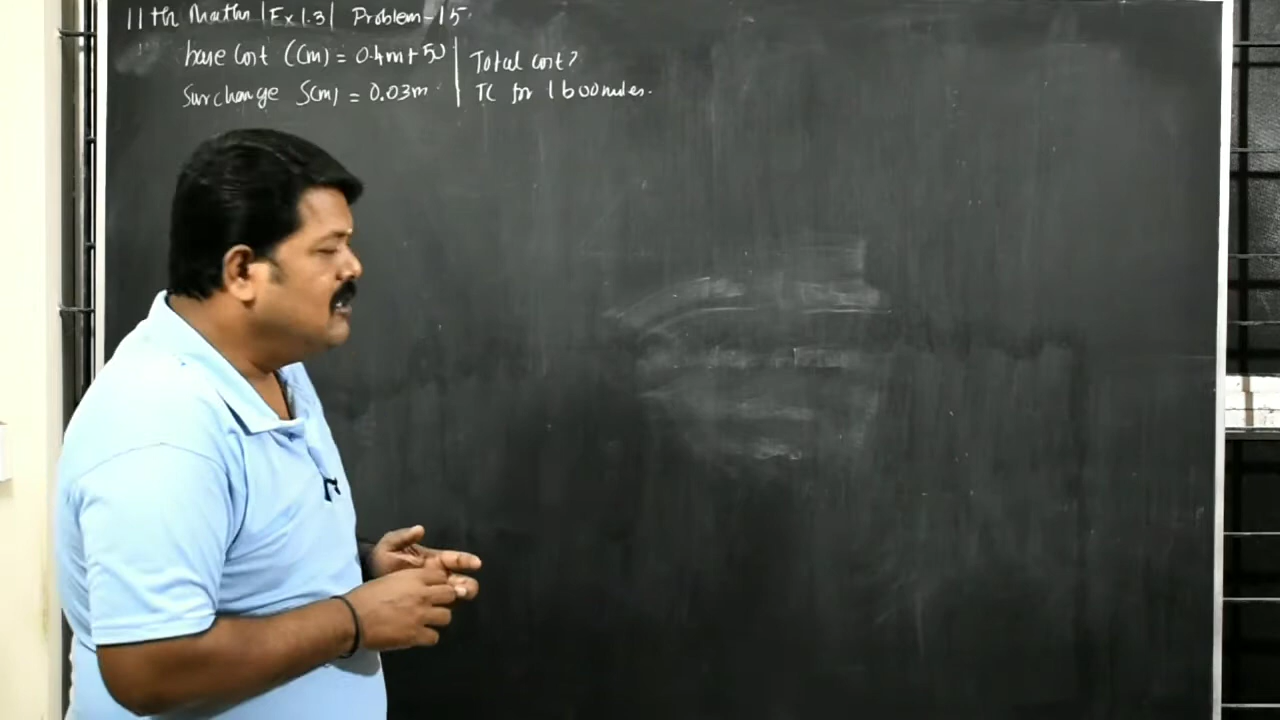 11th Maths | Ex 1.3 | Problem-15.
base Cost C(m) = 0.4m+50 | Total cost?
Surcharge S(m) = 0.03m. | TC for 1600 miles.